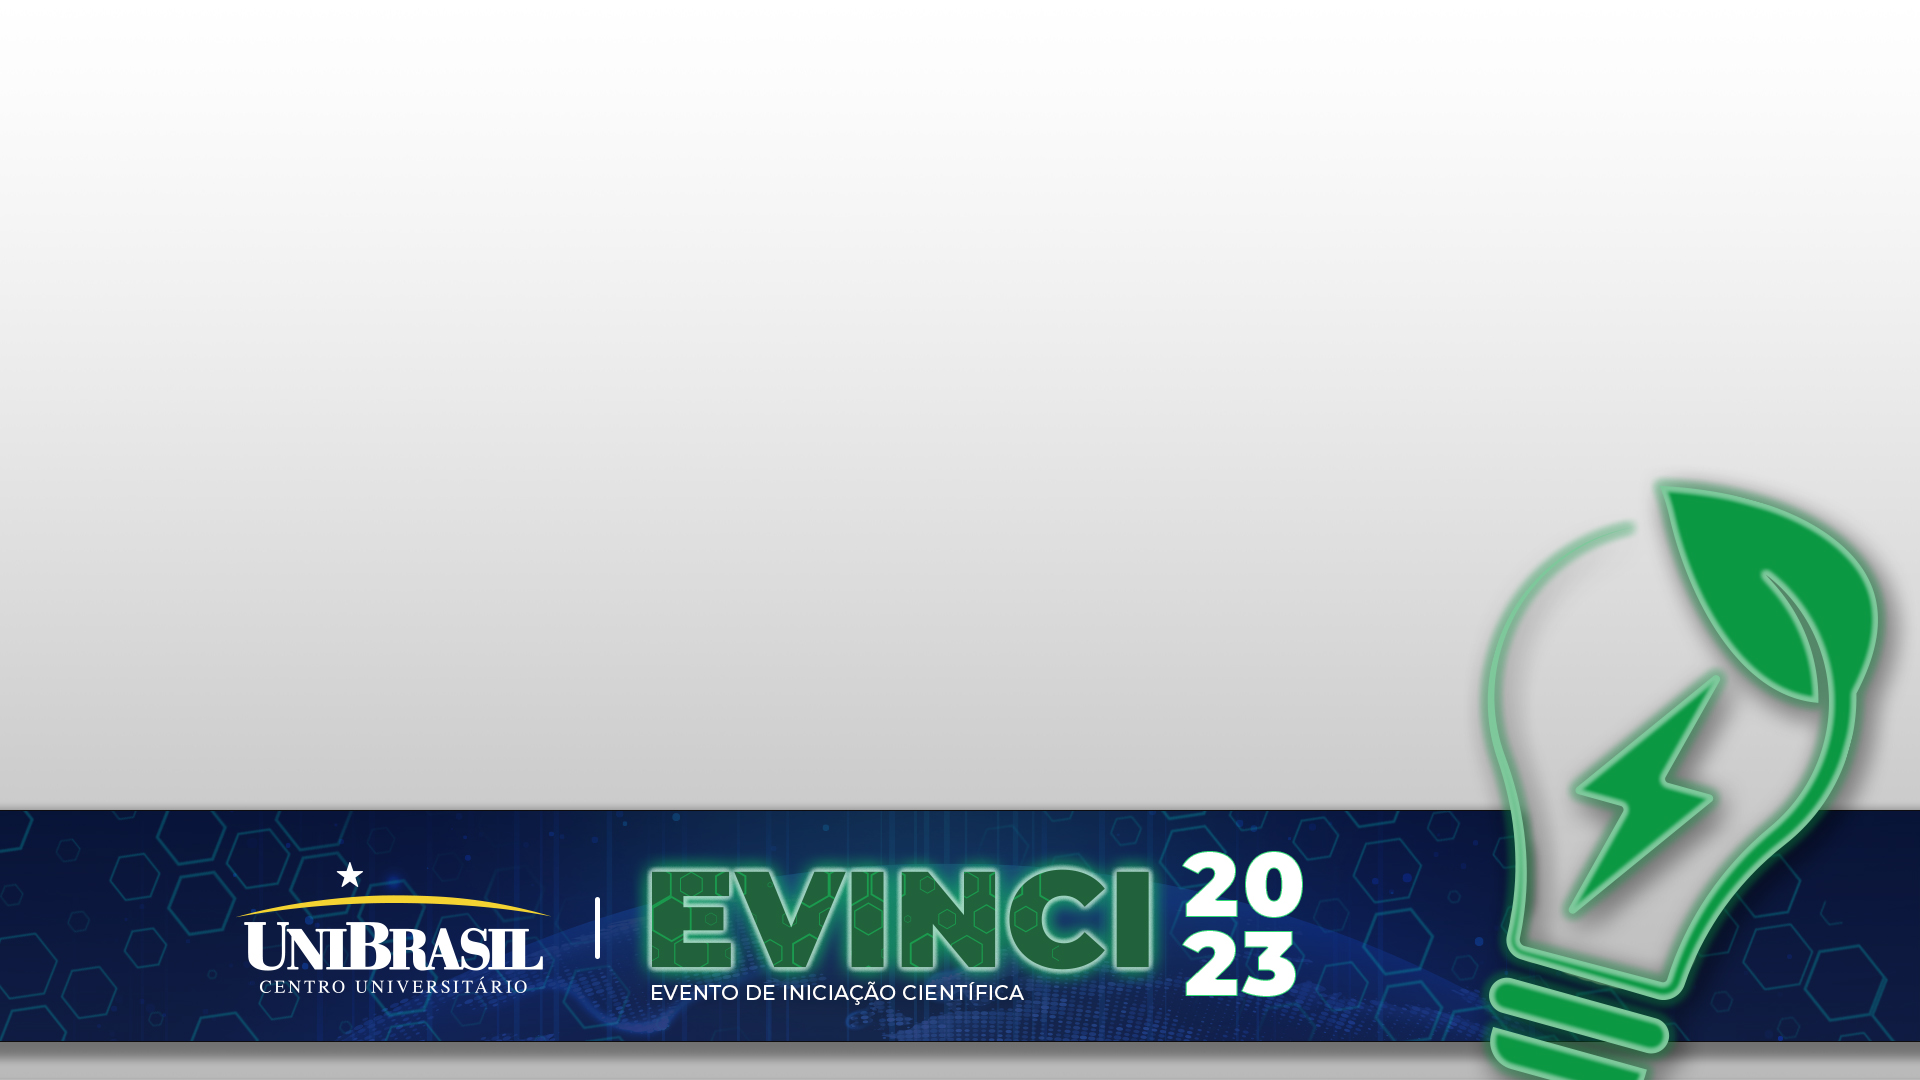 UNIBRASIL
CENTRO UNIVERSITÁRIO
EVINCI
EVENTO DE INICIAÇÃO CIENTÍFICA
20
23